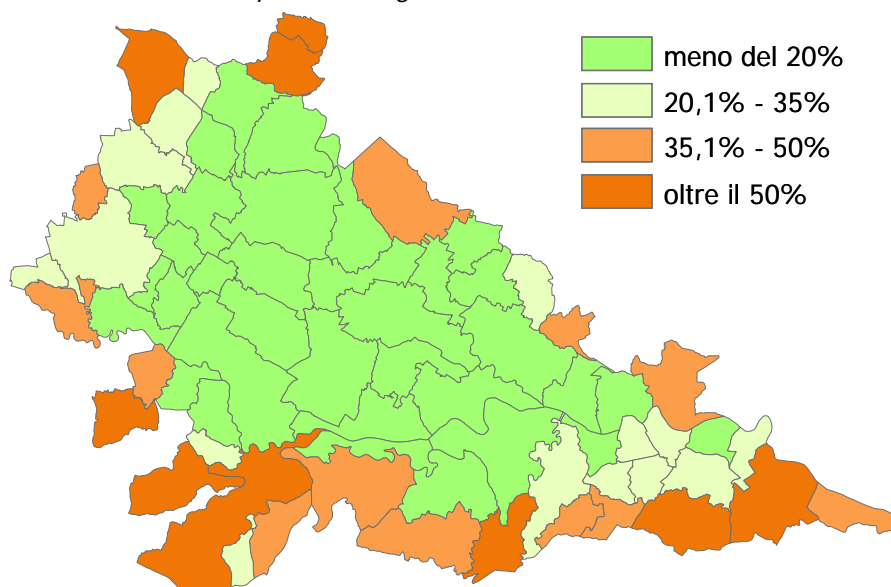 meno del 20%
20,1% - 35%
35,1% - 50%
oltre il 50%